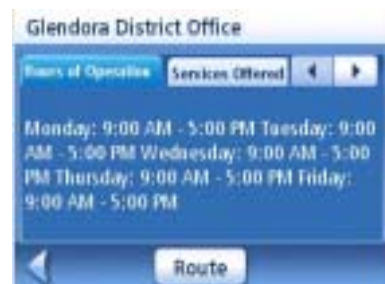 Glendora District Office
Hours of Operation Services Offered
Monday: 9:00 AM - 5:00 PM Tuesday: 9:00
AM - 5:00 PM Wednesday: 9:00 AM - 5:00
PM Thursday: 9:00 AM - 5:00 PM Friday:
9:00 AM - 5:00 PM
Route